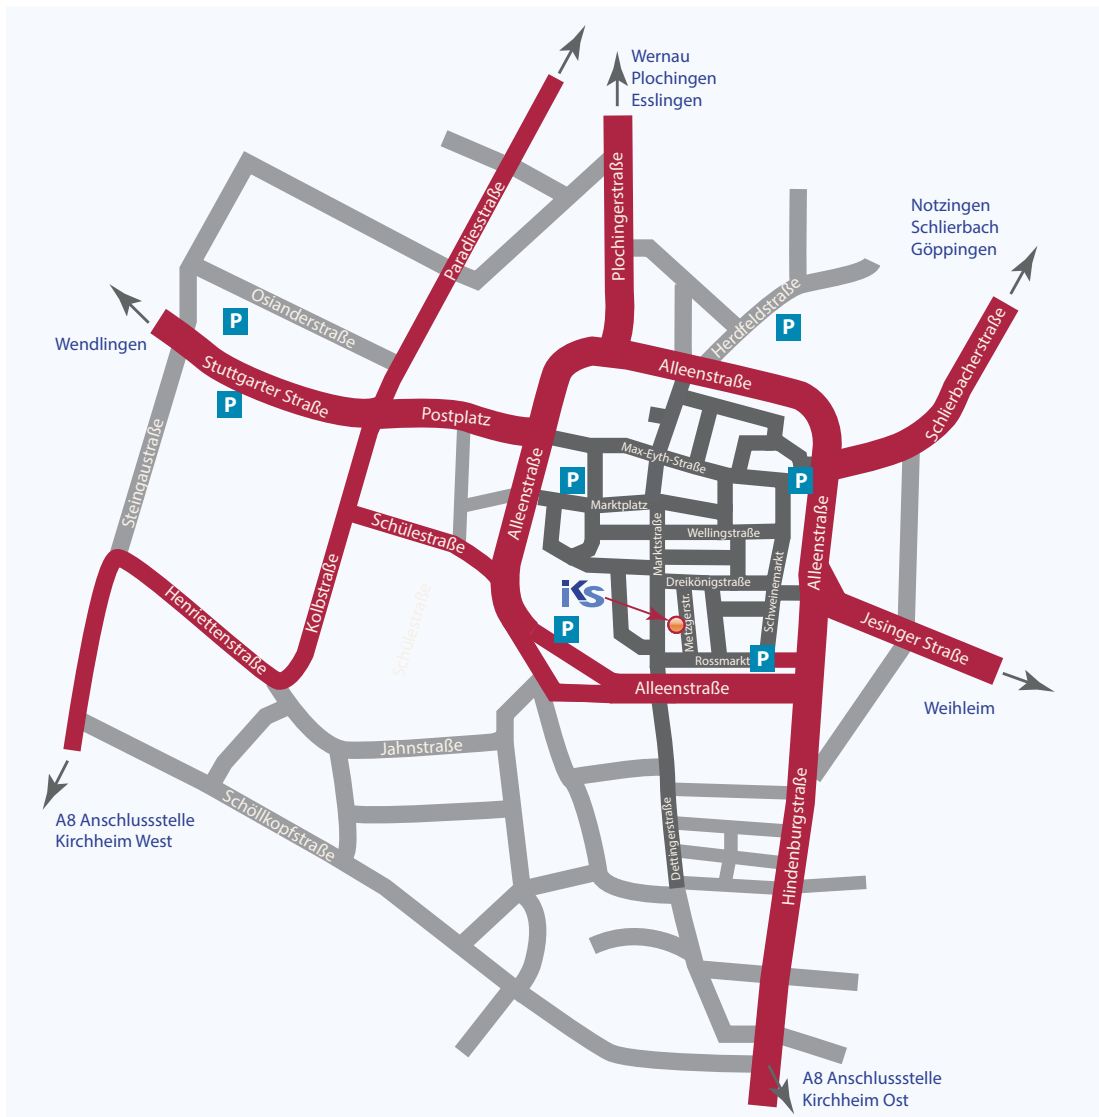 Wernau
Plochingen
Esslingen
Notzingen
Schlierbach
Göppingen
Paradiesstraße
Plochingerstraße
Osianderstraße
P
P
Herdfeldstraße
Wendlingen
Stuttgarter Straße
P
Postplatz
Alleenstraße
Schlierbacherstraße
Steingaustraße
Max-Eyth-Straße
P
P
Alleenstraße
Marktplatz
Schülestraße
Marktstraße
Wellingstraße
Alleenstraße
Dreikönigstraße
Schweinemarkt
iKs
Metzgerstr.
Henriettenstraße
Kolbstraße
Schülestraße
P
Rossmarkt
P
Jesinger Straße
Alleenstraße
Weihleim
Jahnstraße
Schöllkopfstraße
Dettingerstraße
Hindenburgstraße
A8 Anschlussstelle
Kirchheim West
A8 Anschlussstelle
Kirchheim Ost